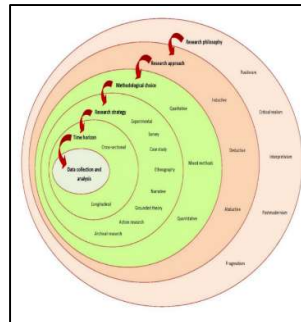 Research philosophy
Positivism
Research approach
Inductive
Critical realism
Methodological choice
Qualitative
Research strategy
Experimental
Survey
Deductive
Time horizon
Case study
Cross-sectional
Mixed methods
Interpretivism
Data collection and
analysis
Ethnography
Narrative
Postmodernism
Longitudinal
Grounded theory
Quantitative
Abductive
Action research
Archival research
Pragmatism